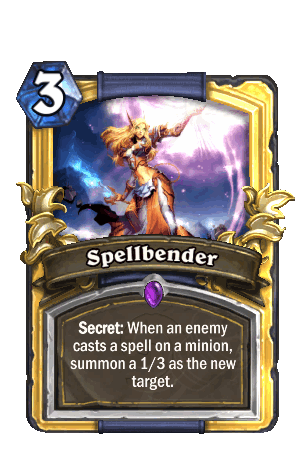 3
Spellbender
Secret: When an enemy
casts a spell on a minion,
summon a 1/3 as the new
target.